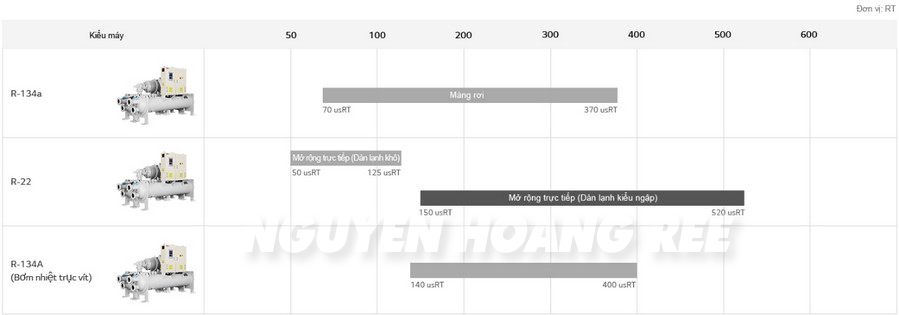 Đơn vị: RT
Kiểu máy 50 100 200 300 400 500 600
R-134a
Màng rơi
70 usRT 370 usRT
Mở rộng trực tiếp (Dàn lạnh khô)
50 usRT 125 usRT
R-22
Mở rộng trực tiếp (Dàn lạnh kiểu ngập)
150 usRT 520 usRT
NGUYEN HOANG REE
R-134A
(Bơm nhiệt trục vít)
140 usRT 400 usRT